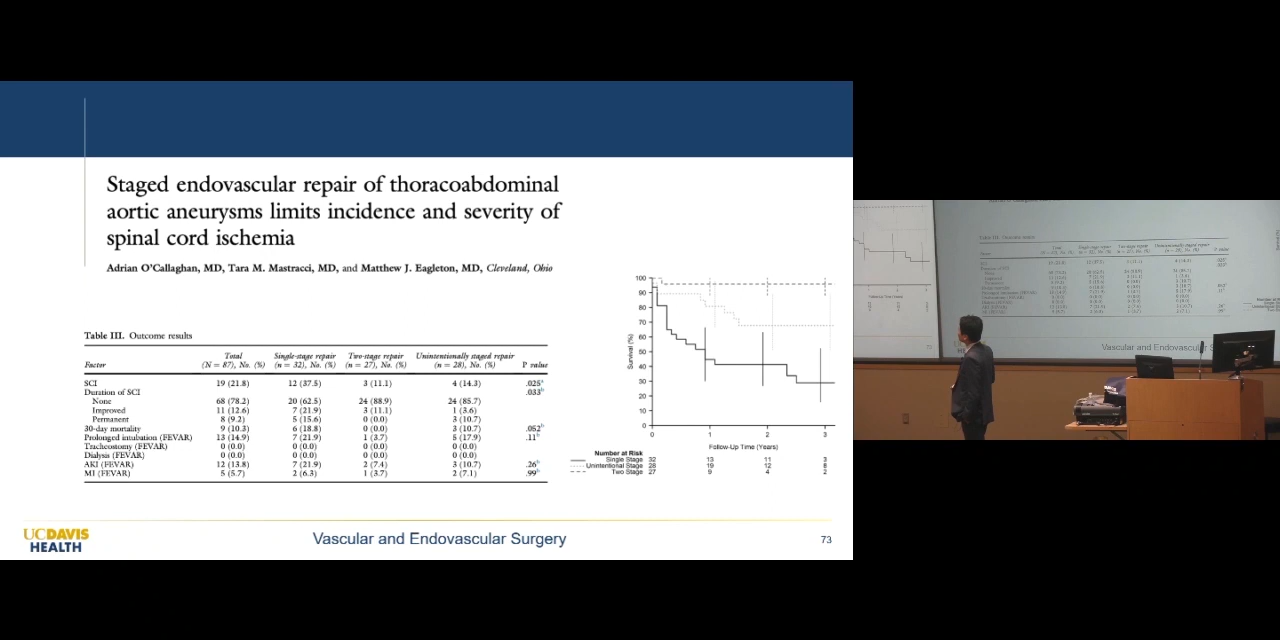 Staged endovascular repair of thoracoabdominal
aortic aneurysms limits incidence and severity of
spinal cord ischemia
Adrian O'Callaghan, MD, Tara M. Mastracci, MD, and Matthew J. Eagleton, MD, Cleveland, Ohio
Table III. Outcome results
Factor Total (N = 87), No. (%) Single-stage repair (n = 32), No. (%) Two-stage repair (n = 27), No. (%) Unintentionally staged repair (n = 28), No. (%) P value
SCI 19 (21.8) 12 (37.5) 3 (11.1) 4 (14.3) .025a
Duration of SCI .033b
None 68 (78.2) 20 (62.5) 24 (88.9) 24 (85.7)
Improved 11 (12.6) 7 (21.9) 3 (11.1) 1 (3.6)
Permanent 8 (9.2) 5 (15.6) 0 (0.0) 3 (10.7)
30-day mortality 9 (10.3) 6 (18.8) 0 (0.0) 3 (10.7) .052b
Prolonged intubation (FEVAR) 13 (14.9) 7 (21.9) 1 (3.7) 5 (17.9) .11b
Tracheostomy (FEVAR) 0 (0.0) 0 (0.0) 0 (0.0) 0 (0.0)
Dialysis (FEVAR) 0 (0.0) 0 (0.0) 0 (0.0) 0 (0.0)
AKI (FEVAR) 12 (13.8) 7 (21.9) 2 (7.4) 3 (10.7) .26b
MI (FEVAR) 5 (5.7) 2 (6.3) 1 (3.7) 2 (7.1) .99b
Survival (%)
100
90
80
70
60
50
40
30
20
10
0
0 1 2 3
Follow-Up Time (Years)
Number at Risk
Single Stage 32 13 11 3
Unintentional Stage 28 19 12 8
Two Stage 27 9 4 2
UCDAVIS
HEALTH
Vascular and Endovascular Surgery
73
Vascular and Endovascular Surg